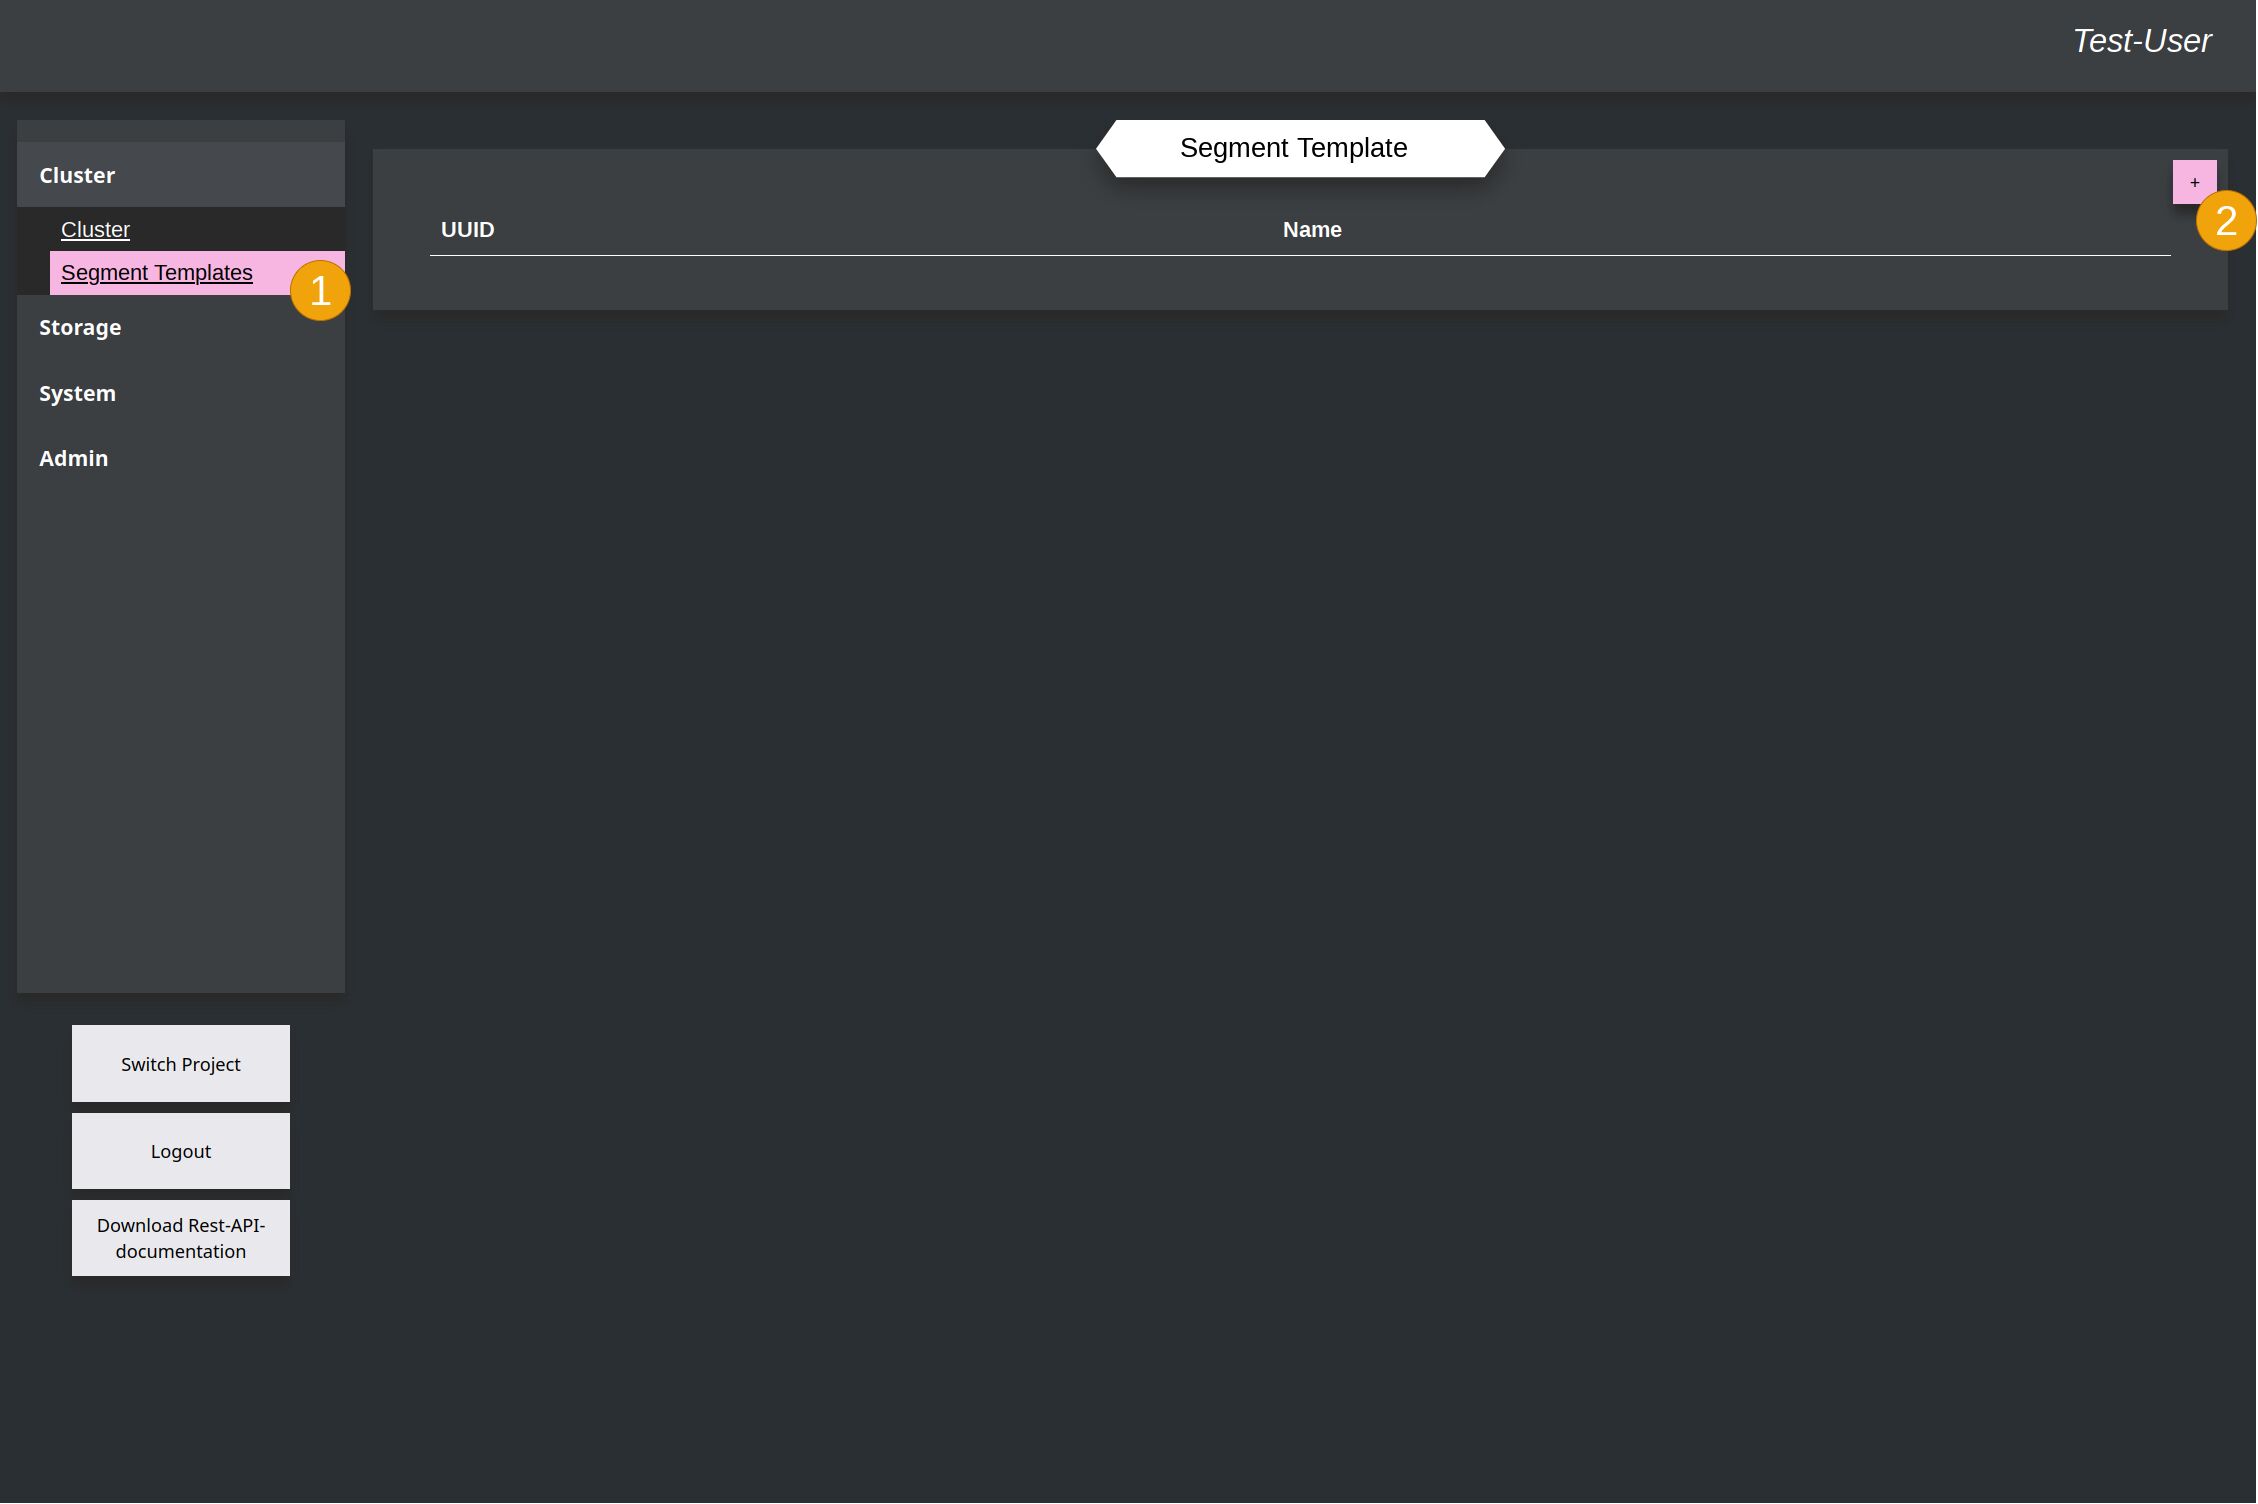 Test-User
Cluster
Cluster
Segment Templates
1
Storage
System
Admin
Switch Project
Logout
Download Rest-API-
documentation
Segment Template
+
2
UUID Name